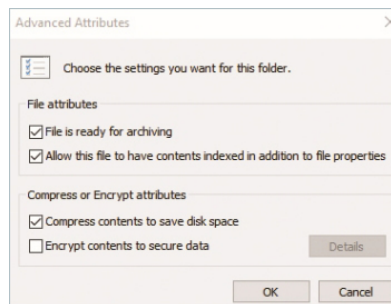 Advanced Attributes
Choose the settings you want for this folder.
File attributes
File is ready for archiving
Allow this file to have contents indexed in addition to file properties
Compress or Encrypt attributes
Compress contents to save disk space
Encrypt contents to secure data
Details
OK Cancel